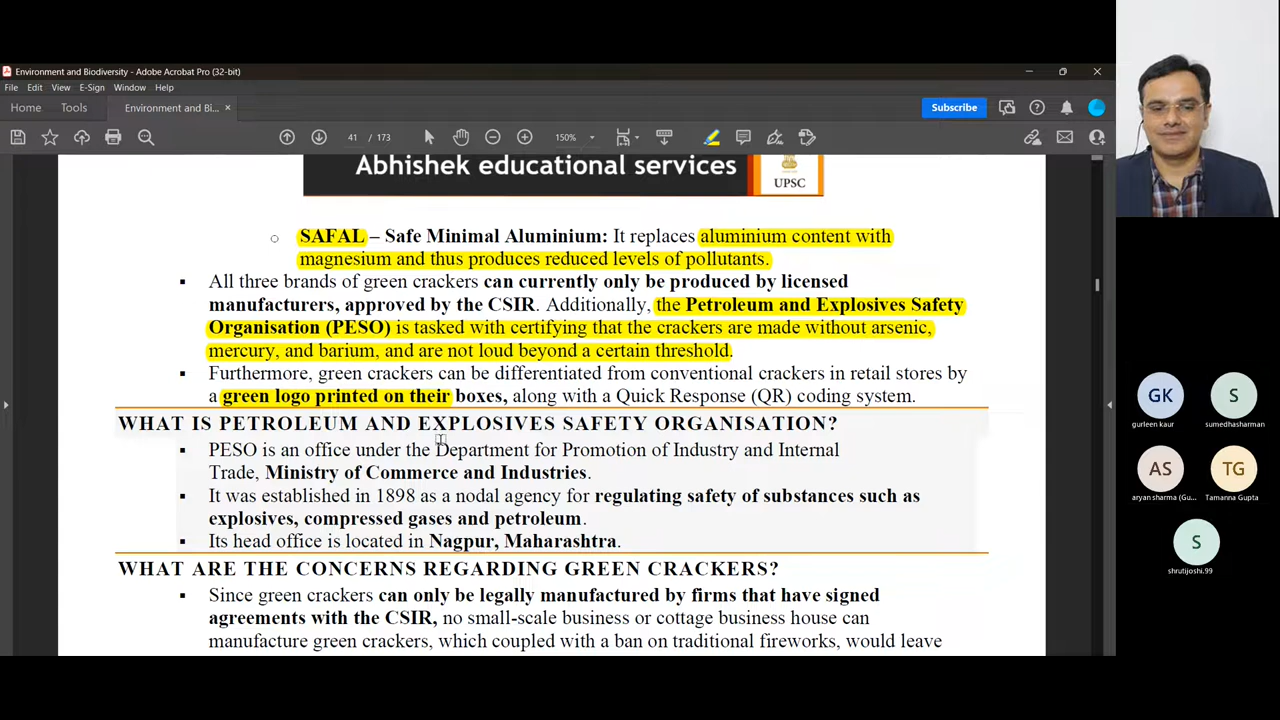 Environment and Biodiversity - Adobe Acrobat Pro (32-bit)
File Edit View E-Sign Window Help
Home Tools Environment and Bi... × Subscribe
41 / 173 150%
Abhishek educational services
UPSC
SAFAL – Safe Minimal Aluminium: It replaces aluminium content with
magnesium and thus produces reduced levels of pollutants.
All three brands of green crackers can currently only be produced by licensed
manufacturers, approved by the CSIR. Additionally, the Petroleum and Explosives Safety
Organisation (PESO) is tasked with certifying that the crackers are made without arsenic,
mercury, and barium, and are not loud beyond a certain threshold.
Furthermore, green crackers can be differentiated from conventional crackers in retail stores by
a green logo printed on their boxes, along with a Quick Response (QR) coding system.
WHAT IS PETROLEUM AND EXPLOSIVES SAFETY ORGANISATION?
PESO is an office under the Department for Promotion of Industry and Internal
Trade, Ministry of Commerce and Industries.
It was established in 1898 as a nodal agency for regulating safety of substances such as
explosives, compressed gases and petroleum.
Its head office is located in Nagpur, Maharashtra.
WHAT ARE THE CONCERNS REGARDING GREEN CRACKERS?
Since green crackers can only be legally manufactured by firms that have signed
agreements with the CSIR, no small-scale business or cottage business house can
manufacture green crackers, which coupled with a ban on traditional fireworks, would leave
GK S
gurleen kaur sumedhasharman
AS TG
aryan sharma (Gu... Tamanna Gupta
S
shrutijoshi.99